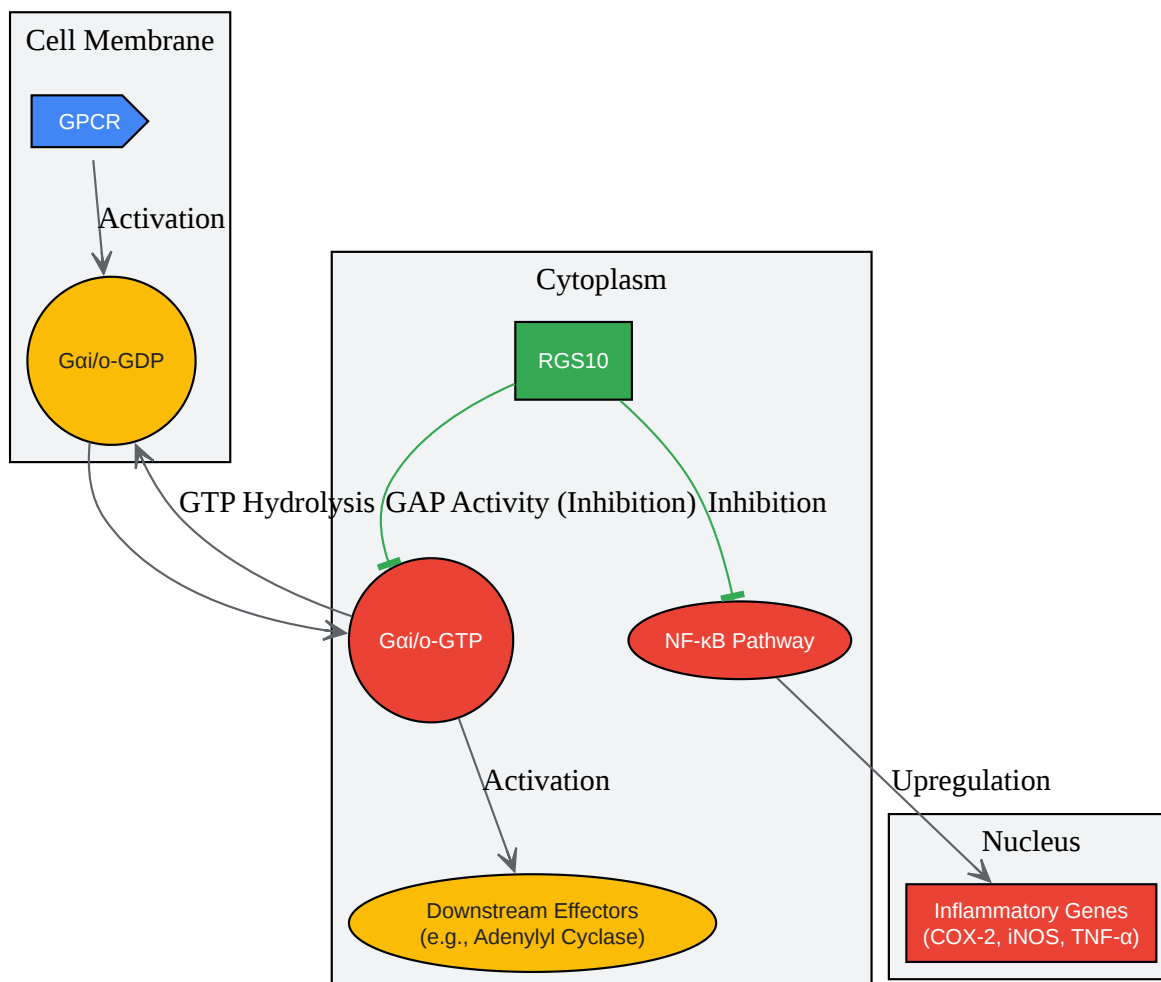 Cell Membrane
GPCR
Activation
Gαi/o-GDP
Cytoplasm
RGS10
GTP Hydrolysis
GAP Activity (Inhibition)
Inhibition
Gαi/o-GTP
NF-κB Pathway
Activation
Upregulation
Nucleus
Downstream Effectors
(e.g., Adenylyl Cyclase)
Inflammatory Genes
(COX-2, iNOS, TNF-α)